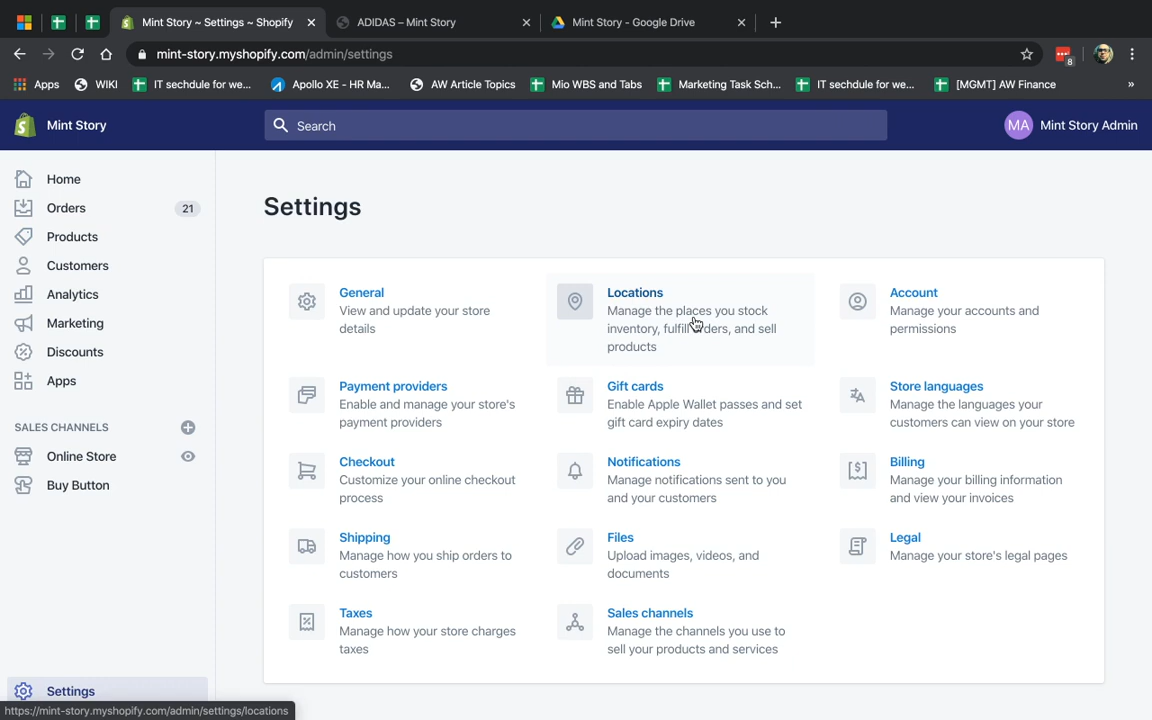 Mint Story ~ Settings ~ Shopify
ADIDAS – Mint Story
Mint Story - Google Drive
mint-story.myshopify.com/admin/settings
8
Apps
WIKI
IT sechdule for we...
Apollo XE - HR Ma...
AW Article Topics
Mio WBS and Tabs
Marketing Task Sch...
IT sechdule for we...
[MGMT] AW Finance
»
Mint Story
Search
MA
Mint Story Admin
Home
Orders
21
Products
Customers
Analytics
Marketing
Discounts
Apps
SALES CHANNELS
Online Store
Buy Button
Settings
https://mint-story.myshopify.com/admin/settings/locations
Settings
General
View and update your store
details
Locations
Manage the places you stock
inventory, fulfill orders, and sell
products
Account
Manage your accounts and
permissions
Payment providers
Enable and manage your store's
payment providers
Gift cards
Enable Apple Wallet passes and set
gift card expiry dates
Store languages
Manage the languages your
customers can view on your store
Checkout
Customize your online checkout
process
Notifications
Manage notifications sent to you
and your customers
Billing
Manage your billing information
and view your invoices
Shipping
Manage how you ship orders to
customers
Files
Upload images, videos, and
documents
Legal
Manage your store's legal pages
Taxes
Manage how your store charges
taxes
Sales channels
Manage the channels you use to
sell your products and services